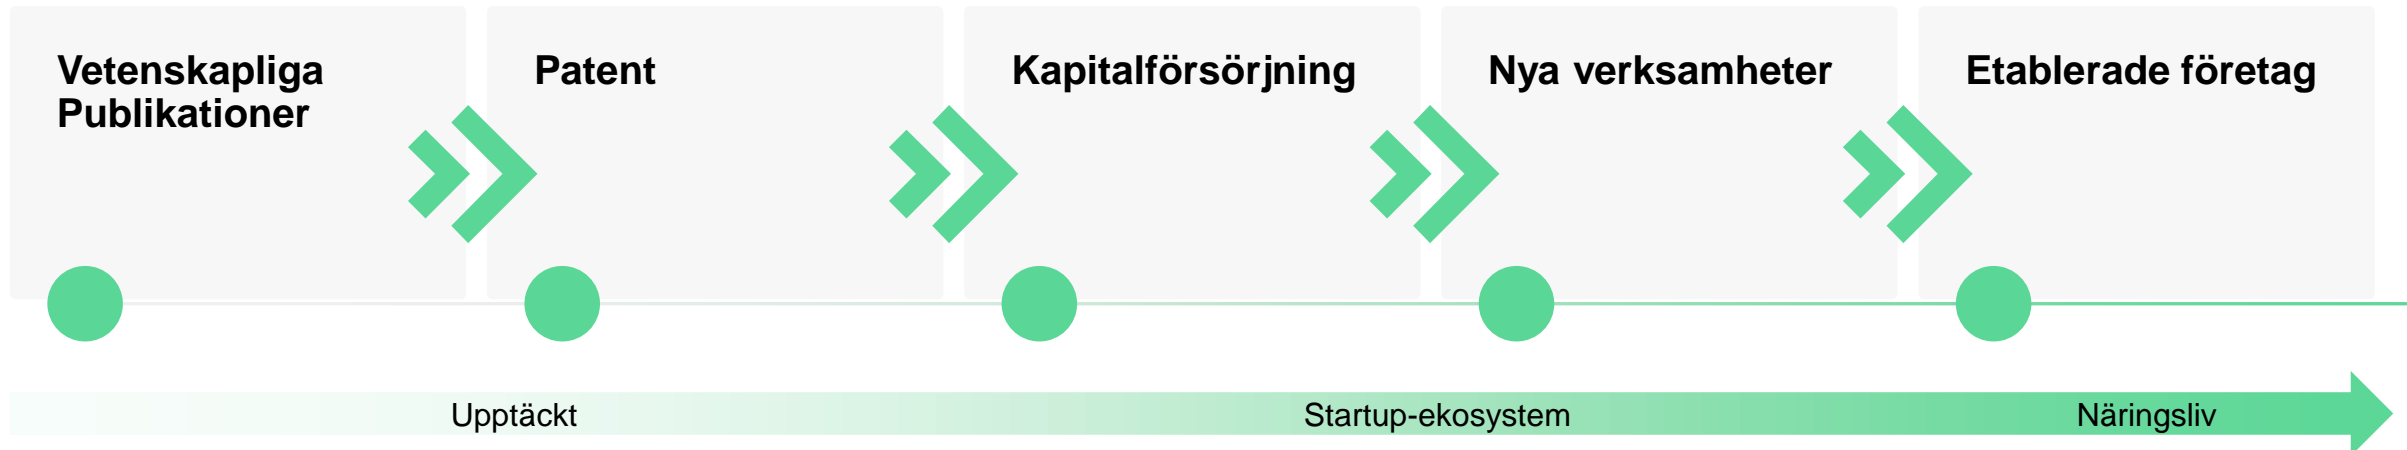 Vetenskapliga
Publikationer
Patent
Kapitalförsörjning
Nya verksamheter
Etablerade företag
Upptäckt
Startup-ekosystem
Näringsliv